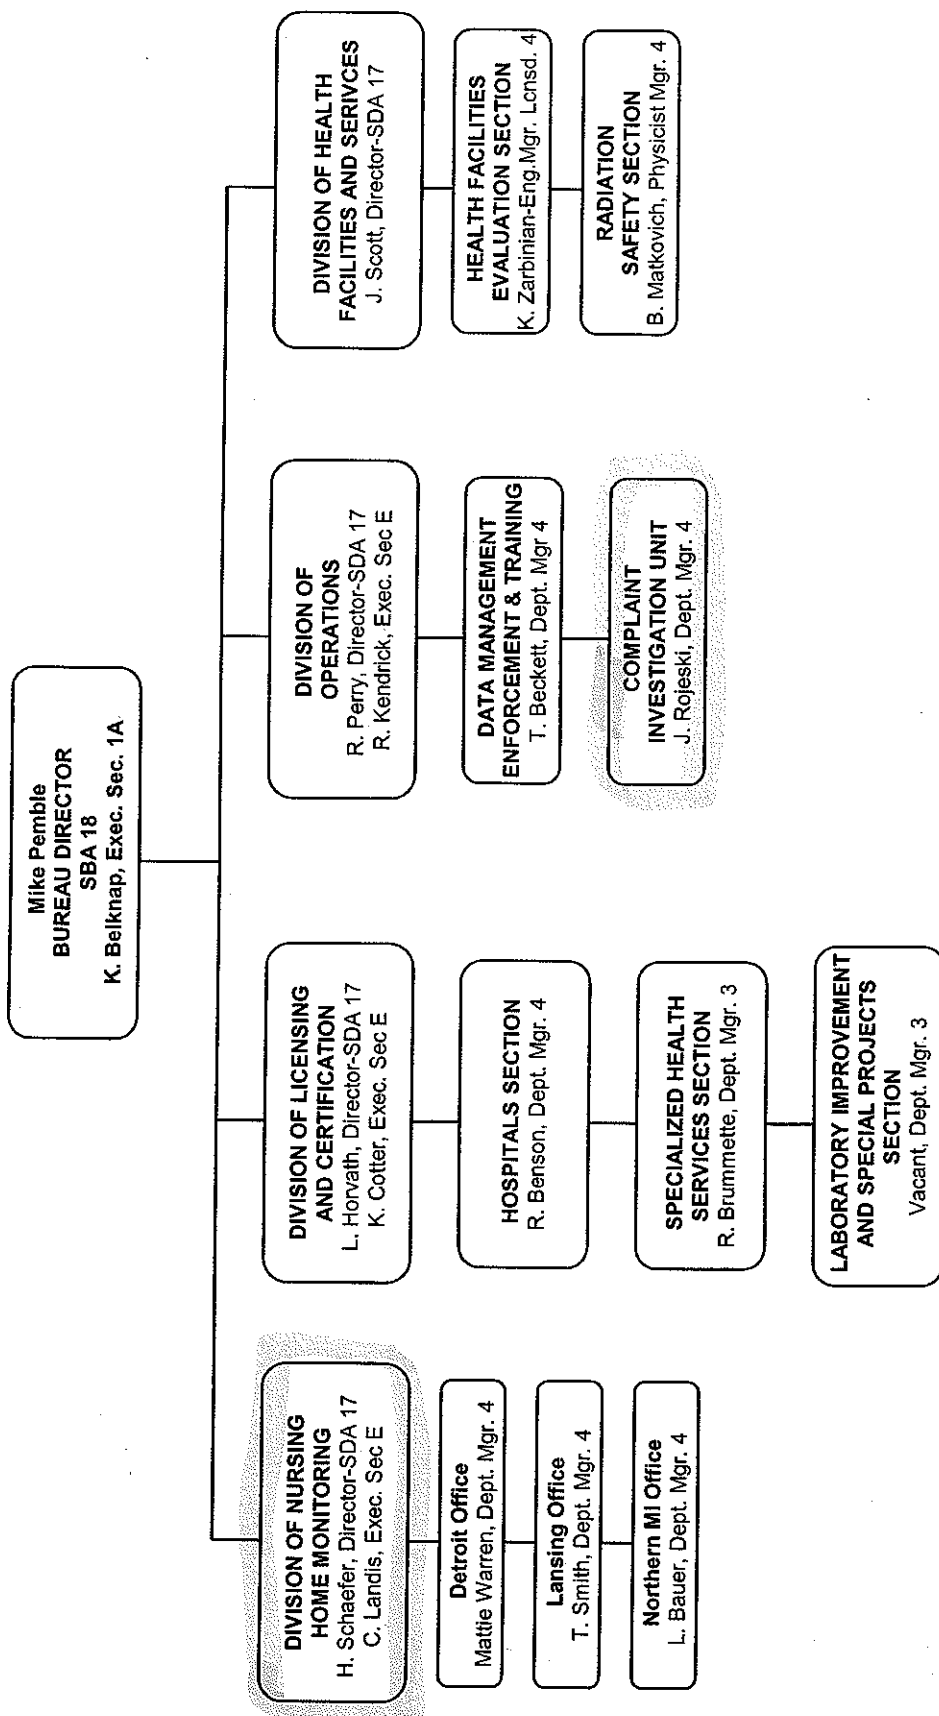 Mike Pemble
BUREAU DIRECTOR
SBA 18
K. Belknap, Exec. Sec. 1A
DIVISION OF NURSING
HOME MONITORING
H. Schaefer, Director-SDA 17
C. Landis, Exec. Sec E
Detroit Office
Mattie Warren, Dept. Mgr. 4
Lansing Office
T. Smith, Dept. Mgr. 4
Northern MI Office
L. Bauer, Dept. Mgr. 4
DIVISION OF LICENSING
AND CERTIFICATION
L. Horvath, Director-SDA 17
K. Cotter, Exec. Sec E
HOSPITALS SECTION
R. Benson, Dept. Mgr. 4
SPECIALIZED HEALTH
SERVICES SECTION
R. Brummette, Dept. Mgr. 3
LABORATORY IMPROVEMENT
AND SPECIAL PROJECTS
SECTION
Vacant, Dept. Mgr. 3
DIVISION OF
OPERATIONS
R. Perry, Director-SDA 17
R. Kendrick, Exec. Sec E
DATA MANAGEMENT
ENFORCEMENT & TRAINING
T. Beckett, Dept. Mgr 4
COMPLAINT
INVESTIGATION UNIT
J. Rojeski, Dept. Mgr. 4
DIVISION OF HEALTH
FACILITIES AND SERIVCES
J. Scott, Director-SDA 17
HEALTH FACILITIES
EVALUATION SECTION
K. Zarbinian-Eng.Mgr. Lcnsd. 4
RADIATION
SAFETY SECTION
B. Matkovich, Physicist Mgr. 4